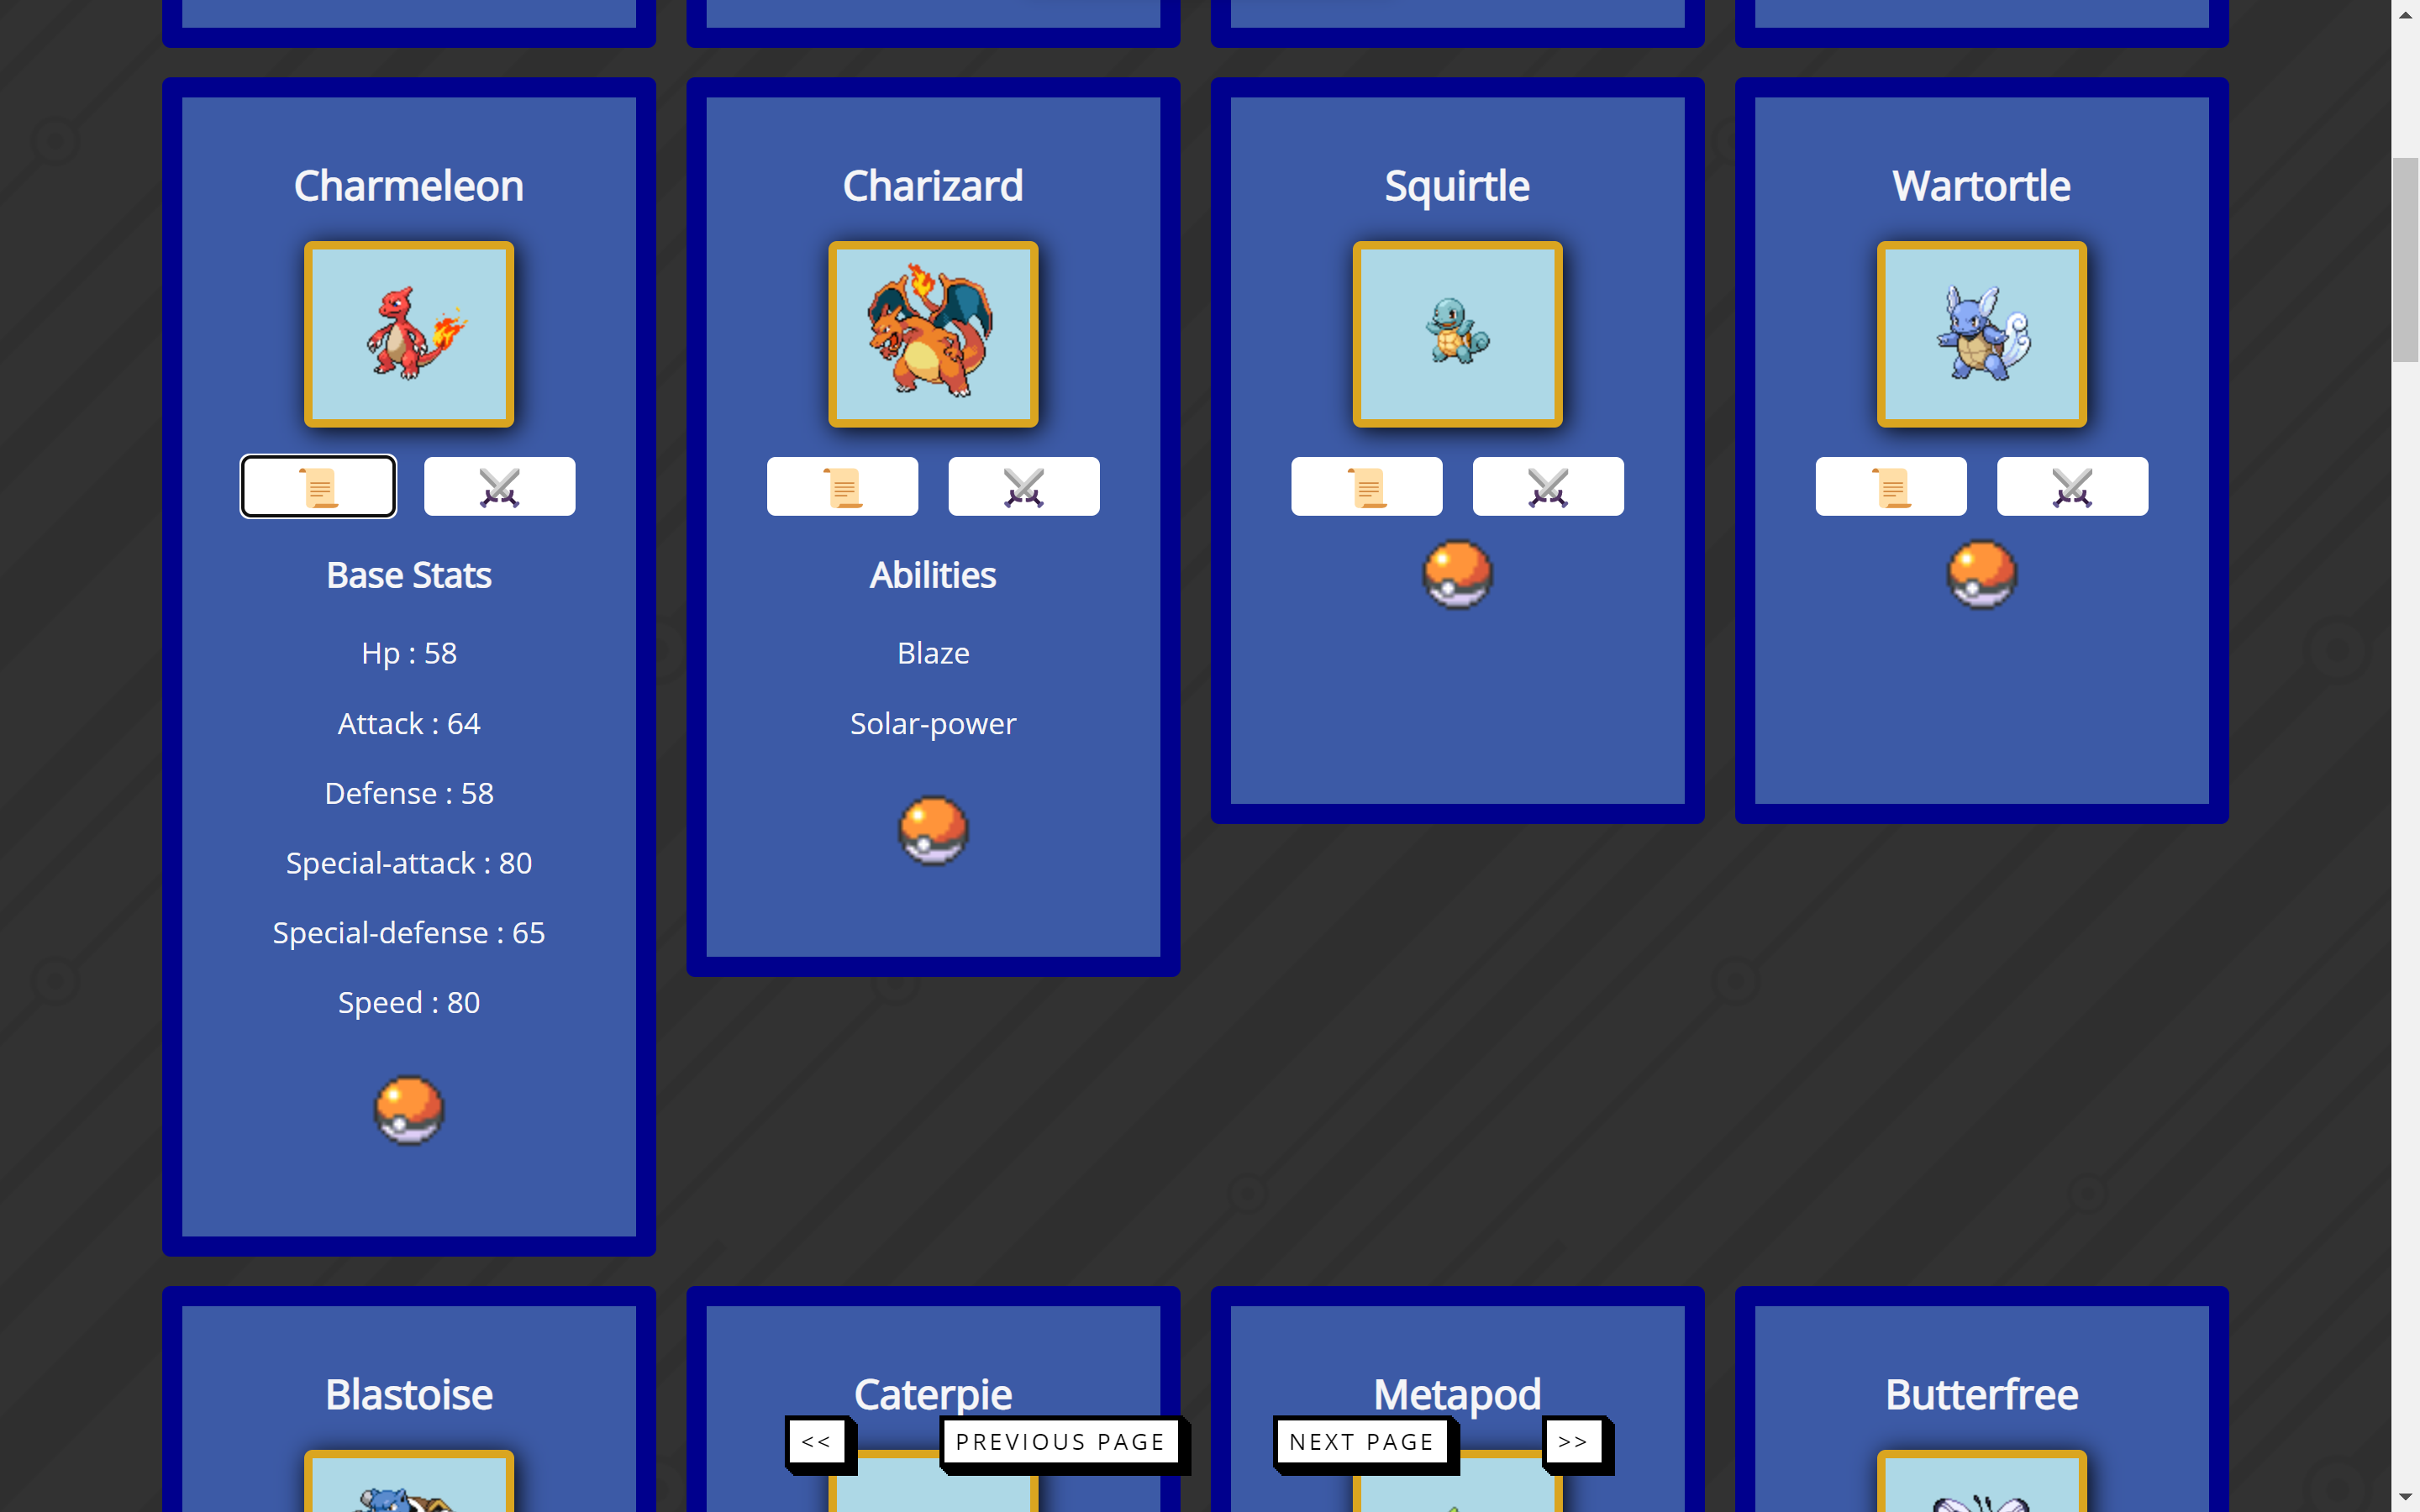 Charmeleon
Charizard
Squirtle
Wartortle
Base Stats
Hp : 58
Attack : 64
Defense : 58
Special-attack : 80
Special-defense : 65
Speed : 80
Abilities
Blaze
Solar-power
Blastoise
Caterpie
Metapod
Butterfree
<<
PREVIOUS PAGE
NEXT PAGE
>>